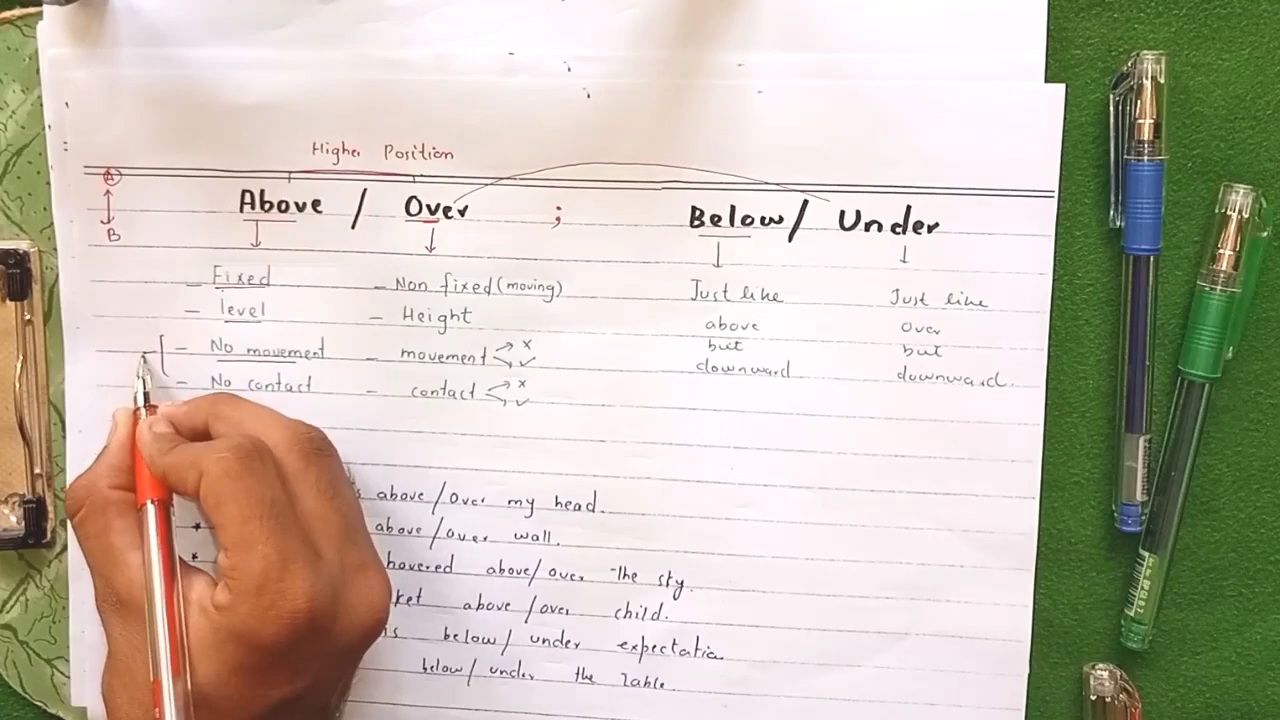 Higher Position
A
B
Above / Over ; Below / Under
- Fixed - Non fixed (moving) Just like Just like
- level - Height above over
- No movement - movement → x ✓ but but
- No contact - contact → x ✓ downward downward.
above / over my head.
* above / over wall.
* hovered above / over the sky.
above / over child.
is below / under expectation
below / under the table.